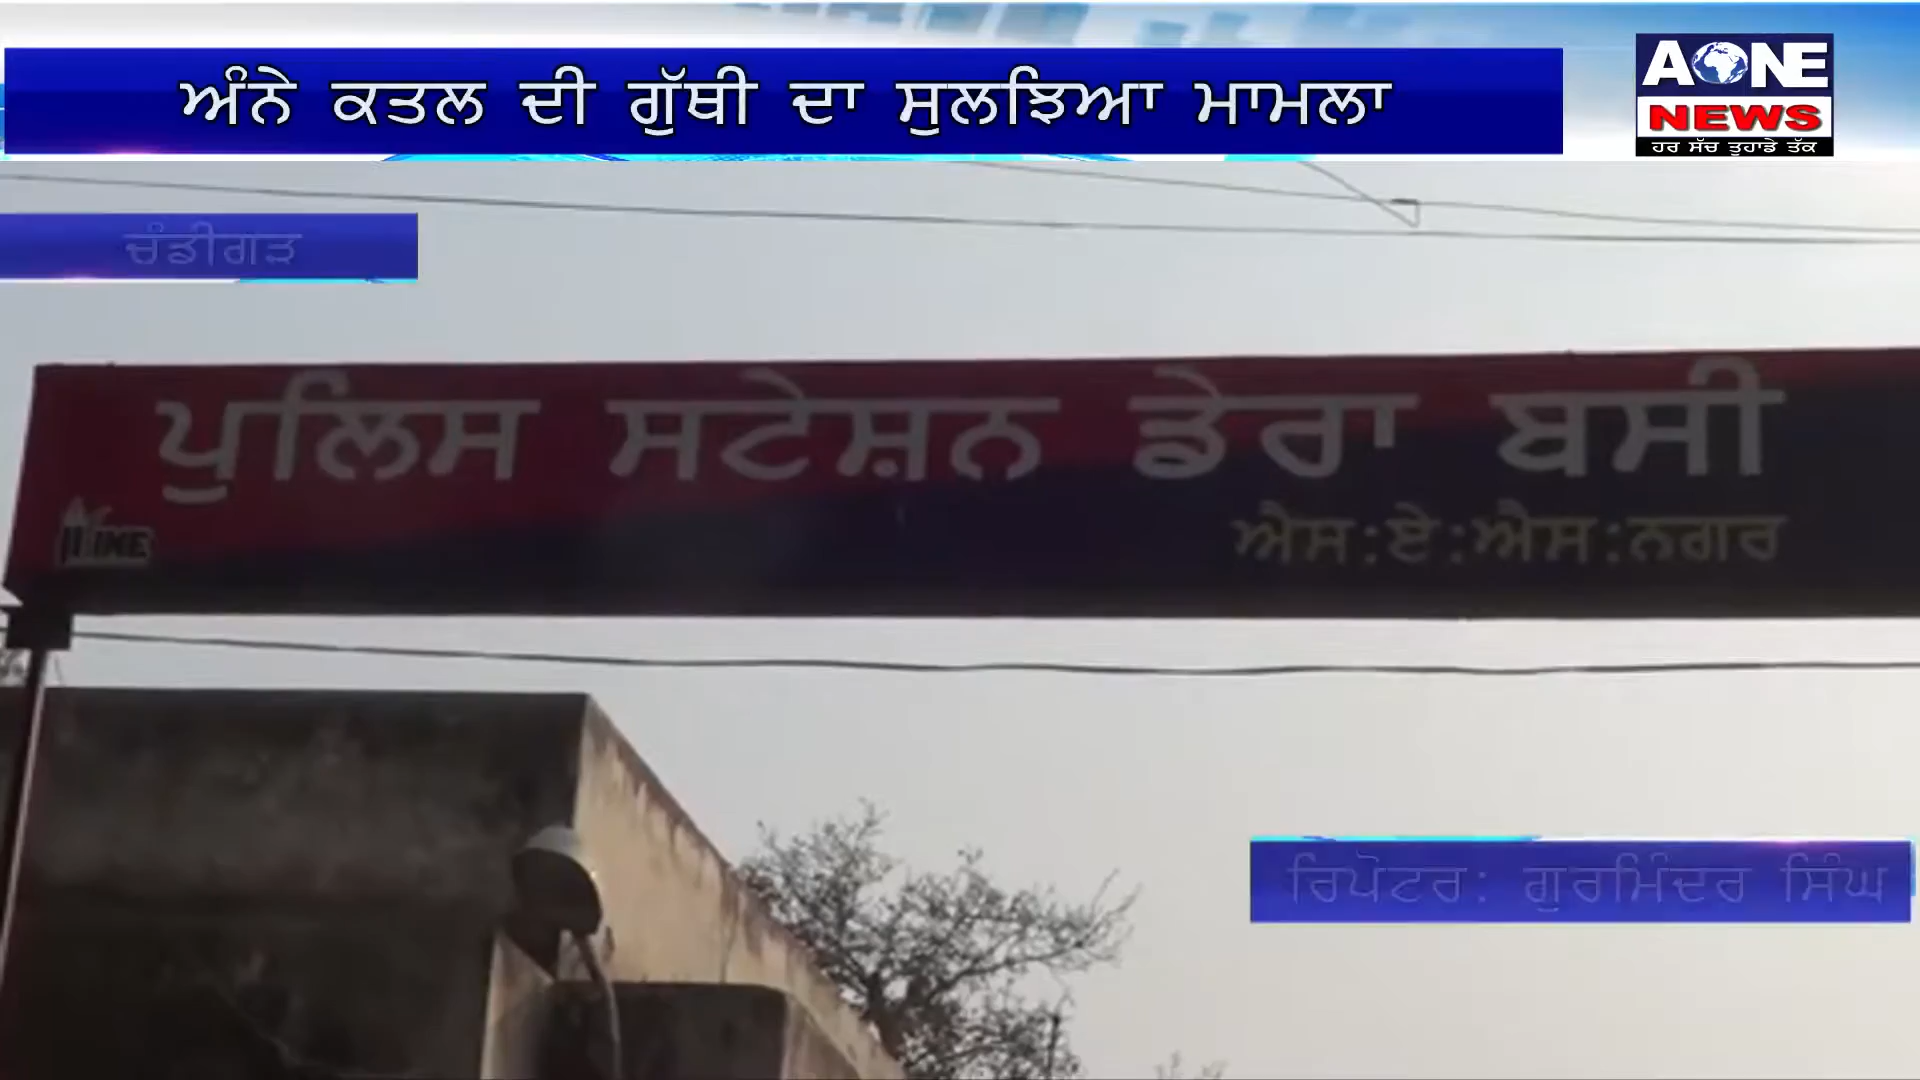 ਅੰਨੇ ਕਤਲ ਦੀ ਗੁੱਥੀ ਦਾ ਸੁਲਝਿਆ ਮਾਮਲਾ
AONE
NEWS
ਹਰ ਸੱਚ ਤੁਹਾਡੇ ਤੱਕ
ਚੰਡੀਗੜ
ਪੁਲਿਸ ਸਟੇਸ਼ਨ ਡੇਰਾ ਬਸੀ
ਐਸ:ਏ:ਐਸ:ਨਗਰ
ਰਿਪੋਟਰ: ਗੁਰਮਿੰਦਰ ਸਿੰਘ